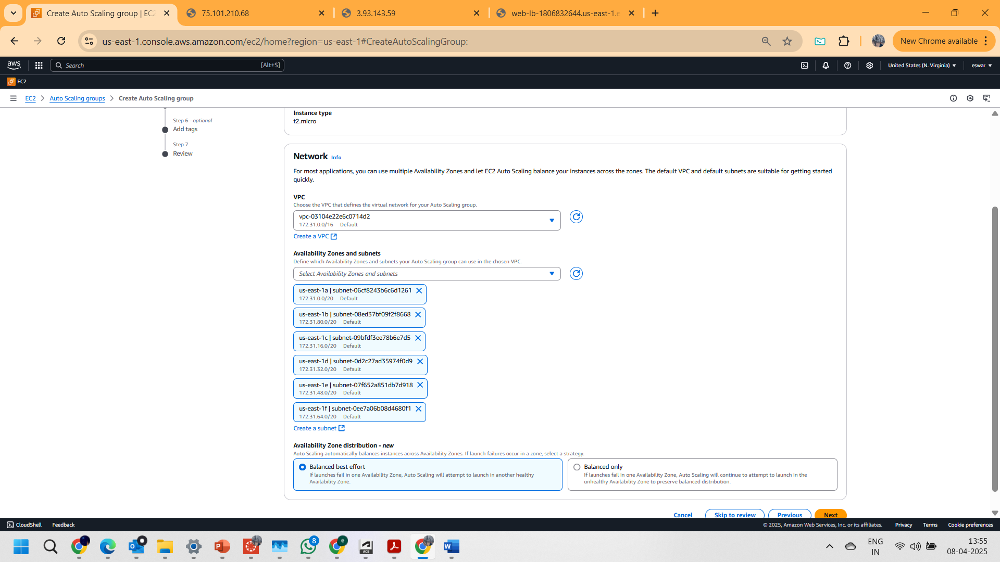 Create Auto Scaling group | EC2
75.101.210.68
3.93.143.59
web-lb-1806832644.us-east-1.e
us-east-1.console.aws.amazon.com/ec2/home?region=us-east-1#CreateAutoScalingGroup:
New Chrome available
aws
Search
[Alt+S]
United States (N. Virginia)
eswar
EC2
EC2
Auto Scaling groups
Create Auto Scaling group
Step 6 - optional
Add tags
Step 7
Review
Instance type
t2.micro
Network Info
For most applications, you can use multiple Availability Zones and let EC2 Auto Scaling balance your instances across the zones. The default VPC and default subnets are suitable for getting started
quickly.
VPC
Choose the VPC that defines the virtual network for your Auto Scaling group.
vpc-03104e22e6c0714d2
172.31.0.0/16 Default
Create a VPC
Availability Zones and subnets
Define which Availability Zones and subnets your Auto Scaling group can use in the chosen VPC.
Select Availability Zones and subnets
us-east-1a | subnet-06cf8243b6c6d1261
172.31.0.0/20 Default
us-east-1b | subnet-08ed37bf09f2f8668
172.31.80.0/20 Default
us-east-1c | subnet-09bfdf3ee78b6e7d5
172.31.16.0/20 Default
us-east-1d | subnet-0d2c27ad35974f0d9
172.31.32.0/20 Default
us-east-1e | subnet-07f652a851db7d918
172.31.48.0/20 Default
us-east-1f | subnet-0ee7a06b08d4680f1
172.31.64.0/20 Default
Create a subnet
Availability Zone distribution - new
Auto Scaling automatically balances instances across Availability Zones. If launch failures occur in a zone, select a strategy.
Balanced best effort
If launches fail in one Availability Zone, Auto Scaling will attempt to launch in another healthy
Availability Zone.
Balanced only
If launches fail in one Availability Zone, Auto Scaling will continue to attempt to launch in the
unhealthy Availability Zone to preserve balanced distribution.
Cancel
Skip to review
Previous
Next
CloudShell
Feedback
© 2025, Amazon Web Services, Inc. or its affiliates.
Privacy
Terms
Cookie preferences
8
e
ACS
ENG
IN
13:55
08-04-2025